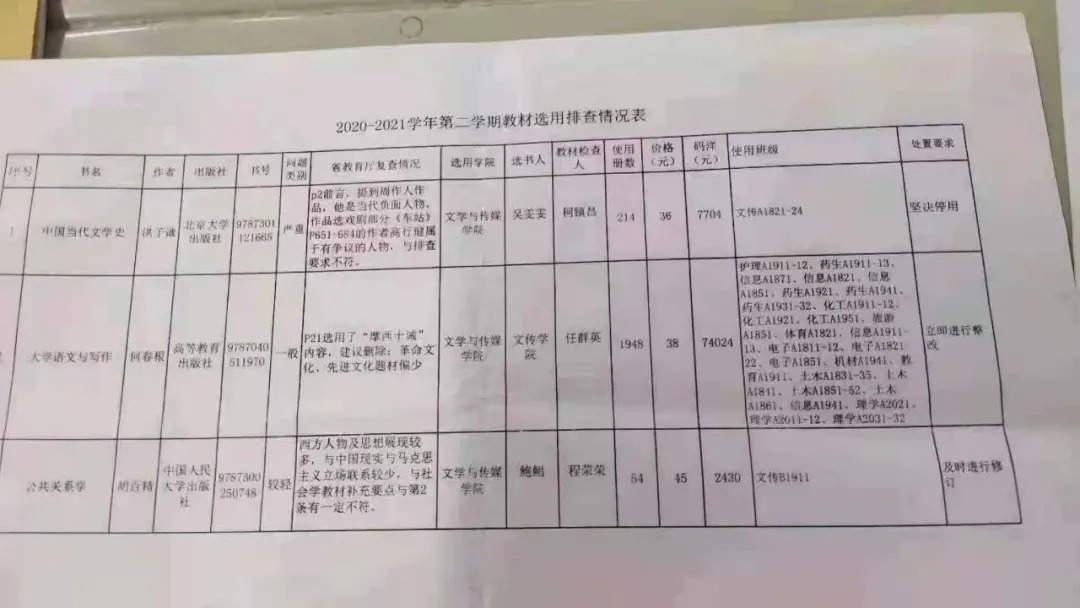 2020-2021学年第二学期教材选用排查情况表
序号 书名 作者 出版社 书号 问题类别 省教育厅复查情况 选用学院 选书人 教材检查人 使用册数 价格(元) 码洋(元) 使用班级 处置要求
1
中国当代文学史
洪子诚
北京大学
出版社
9787301
121665
严重
p2前言、提到周作人作
品,他是当代负面人物,
作品选戏剧部分《车站》
P651-684的作者高行健属
于有争议的人物,与排查
要求不符。
文学与传媒
学院
吴雯雯
柯镇昌
214
36
7704
文传A1821-24
坚决停用
大学语文与写作
何春根
高等教育
出版社
9787040
511970
一般
P21选用了“摩西十诫”
内容,建议删除;革命文
化、先进文化题材偏少
文学与传媒
学院
文传学
院
任群英
1948
38
74024
护理A1911-12、药生A1911-13、
信息A1871、信息A1821、信息
A1851、药生A1921、药生A1941、
药生A1931-32、化工A1911-12、
化工A1921、化工A1951、旅游
A1851、体育A1821、信息A1911-
13、电子A1811-12、电子A1821-
22、电子A1851、机材A1941、教
育A1911、土木A1831-35、土木
A1841、土木A1851-52、土木
A1861、信息A1941、理学A2021、
理学A2011-12、理学A2031-32
立即进行整
改
公共关系学
胡百精
中国人民
大学出版
社
9787300
250748
较轻
西方人物及思想展现较
多,与中国现实与马克思
主义立场联系较少,与社
会学教材补充要点与第2
条有一定不符。
文学与传媒
学院
鲍鲳
程荣荣
54
45
2430
文传B1911
及时进行修
订